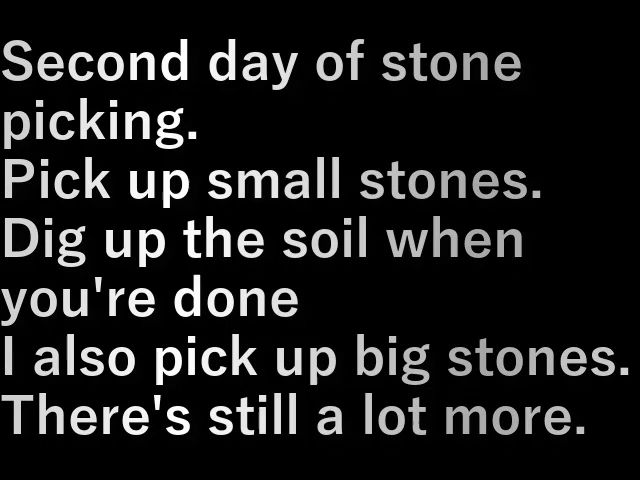 Second day of stone
picking.
Pick up small stones.
Dig up the soil when
you're done
I also pick up big stones.
There's still a lot more.